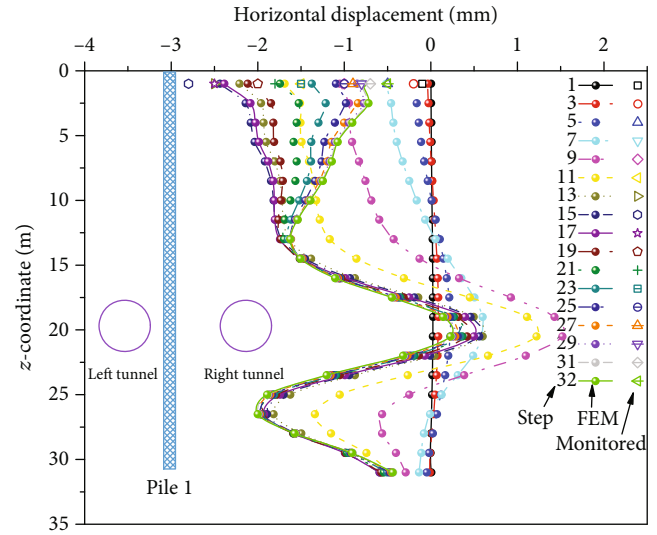 Horizontal displacement (mm)
−4 −3 −2 −1 0 1 2
z-coordinate (m)
0
5
10
15
20
25
30
35
1
3
5
7
9
11
13
15
17
19
21
23
25
27
29
31
32
Left tunnel
Right tunnel
Step
FEM
Monitored
Pile 1